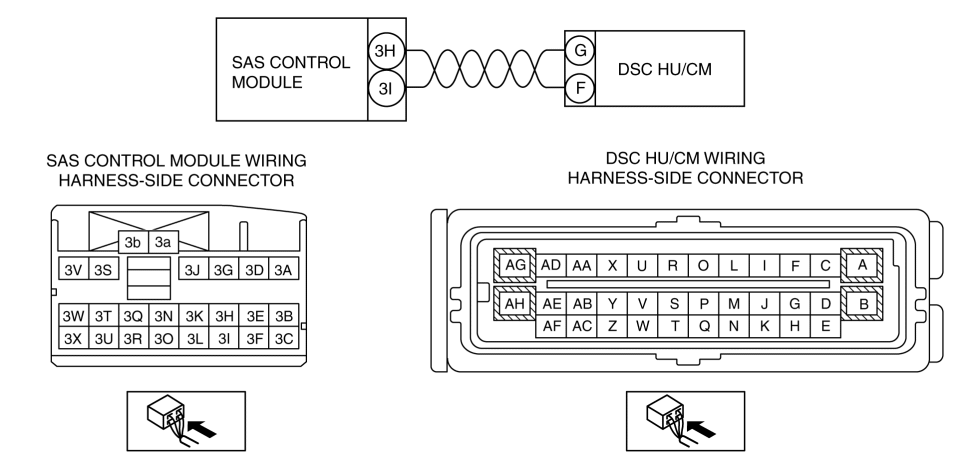 SAS CONTROL
MODULE
3H
3I
G
F
DSC HU/CM
SAS CONTROL MODULE WIRING
HARNESS-SIDE CONNECTOR
3b 3a
3V 3S 3J 3G 3D 3A
3W 3T 3Q 3N 3K 3H 3E 3B
3X 3U 3R 3O 3L 3I 3F 3C
DSC HU/CM WIRING
HARNESS-SIDE CONNECTOR
AG AD AA X U R O L I F C A
AH AE AB Y V S P M J G D B
AF AC Z W T Q N K H E